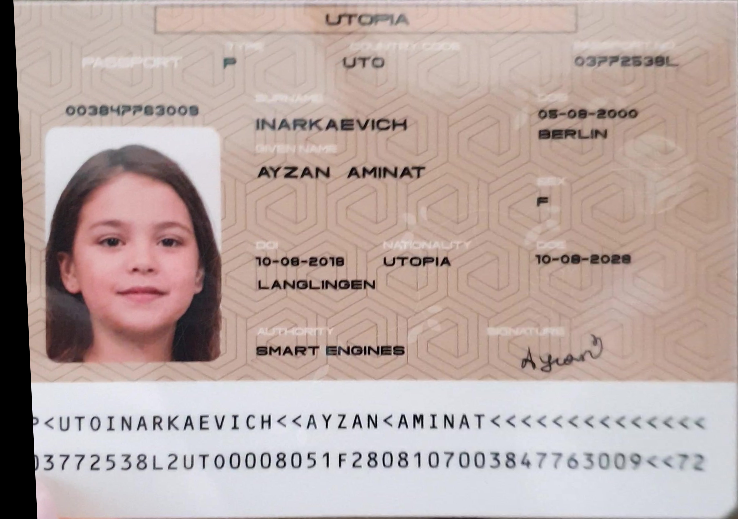 UTOPIA
PASSPORT TYPE COUNTRY CODE
P UTO 03772538L
003847763009
SURNAME
INARKAEVICH
05-08-2000
BERLIN
GIVEN NAME
AYZAN AMINAT
SEX
F
DOI NATIONALITY DOE
10-08-2018 UTOPIA 10-08-2028
LANGLINGEN
AUTHORITY SIGNATURE
SMART ENGINES
P<UTOINARKAEVICH<<AYZAN<AMINAT<<<<<<<<<<<<<<
03772538L2UTO0008051F28081070038477763009<<72